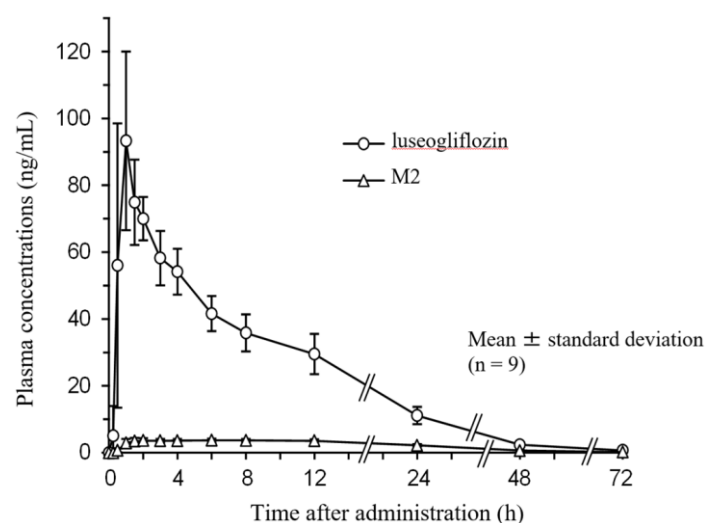 120
100
80
60
40
20
0
Plasma concentrations (ng/mL)
luseogliflozin
M2
Mean ± standard deviation
(n = 9)
0 4 8 12 24 48 72
Time after administration (h)